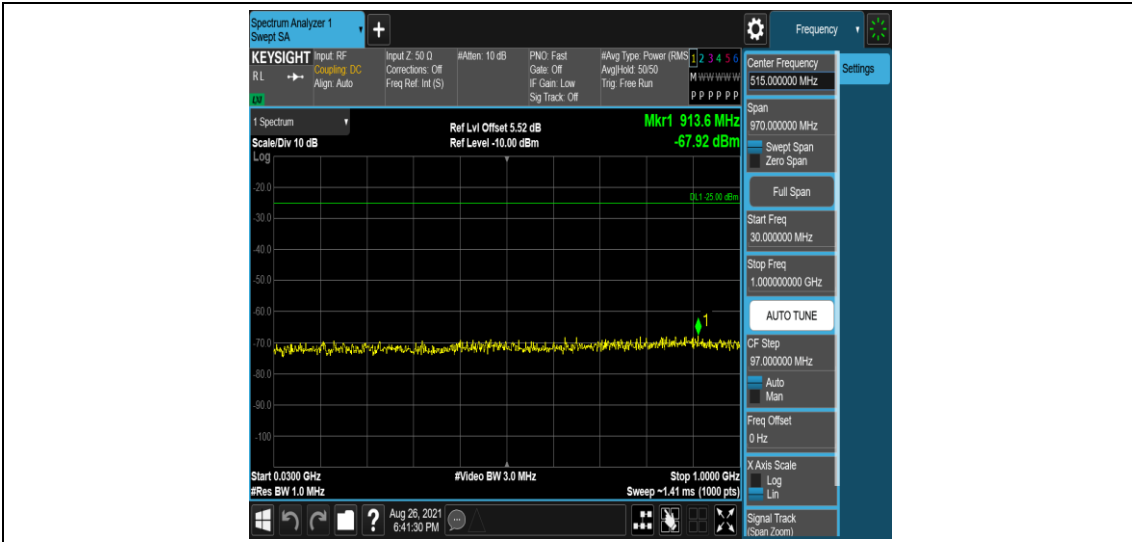 Spectrum Analyzer 1
Swept SA
+
Frequency
KEYSIGHT
RL
Input: RF
Coupling: DC
Align: Auto
Input Z: 50 Ω
Corrections: Off
Freq Ref: Int (S)
#Atten: 10 dB
PNO: Fast
Gate: Off
IF Gain: Low
Sig Track: Off
#Avg Type: Power (RMS
Avg|Hold: 50/50
Trig: Free Run
1 2 3 4 5 6
M W W W W W
P P P P P P
1 Spectrum
Scale/Div 10 dB
Ref Lvl Offset 5.52 dB
Ref Level -10.00 dBm
Mkr1 913.6 MHz
-67.92 dBm
Log
-20.0
DL1 -25.00 dBm
-30.0
-40.0
-50.0
-60.0
1
-70.0
-80.0
-90.0
-100
Start 0.0300 GHz
#Res BW 1.0 MHz
#Video BW 3.0 MHz
Stop 1.0000 GHz
Sweep ~1.41 ms (1000 pts)
?
Aug 26, 2021
6:41:30 PM
Center Frequency
515.000000 MHz
Settings
Span
970.000000 MHz
Swept Span
Zero Span
Full Span
Start Freq
30.000000 MHz
Stop Freq
1.000000000 GHz
AUTO TUNE
CF Step
97.000000 MHz
Auto
Man
Freq Offset
0 Hz
X Axis Scale
Log
Lin
Signal Track
(Span Zoom)